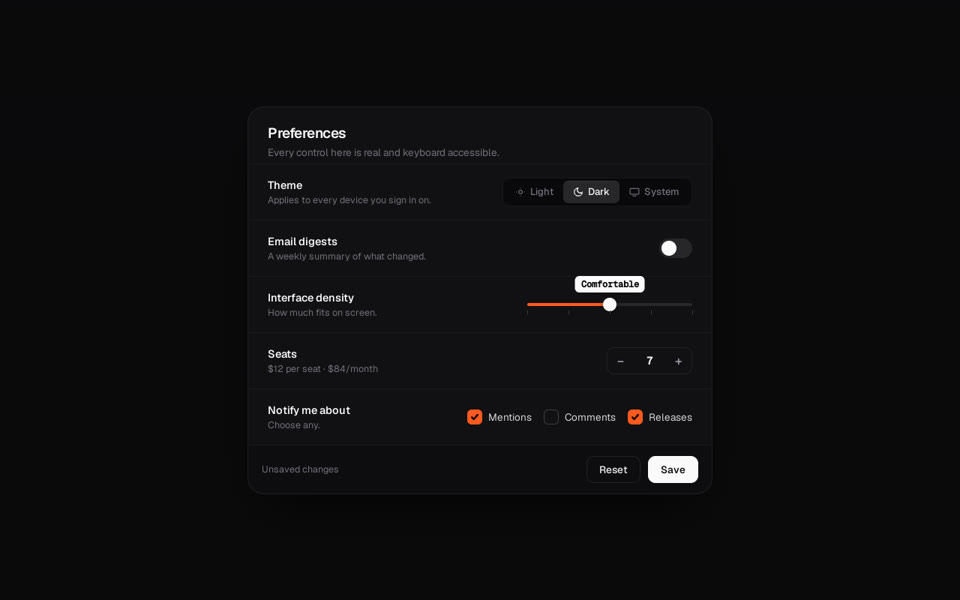 Preferences
Every control here is real and keyboard accessible.
Theme
Applies to every device you sign in on.
Light Dark System
Email digests
A weekly summary of what changed.
Comfortable
Interface density
How much fits on screen.
Seats
$12 per seat · $84/month
− 7 +
Notify me about
Choose any.
Mentions Comments Releases
Unsaved changes
Reset Save